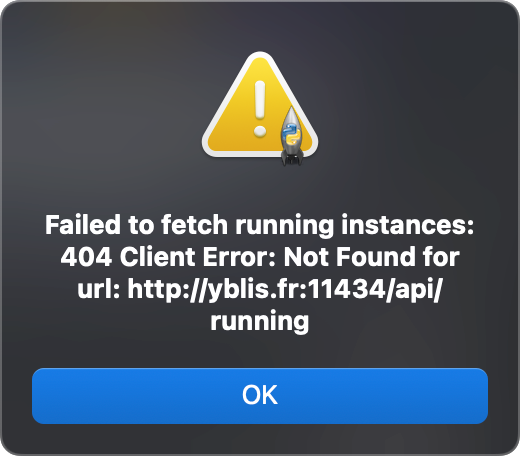 Failed to fetch running instances:
404 Client Error: Not Found for
url: http://yblis.fr:11434/api/
running
OK